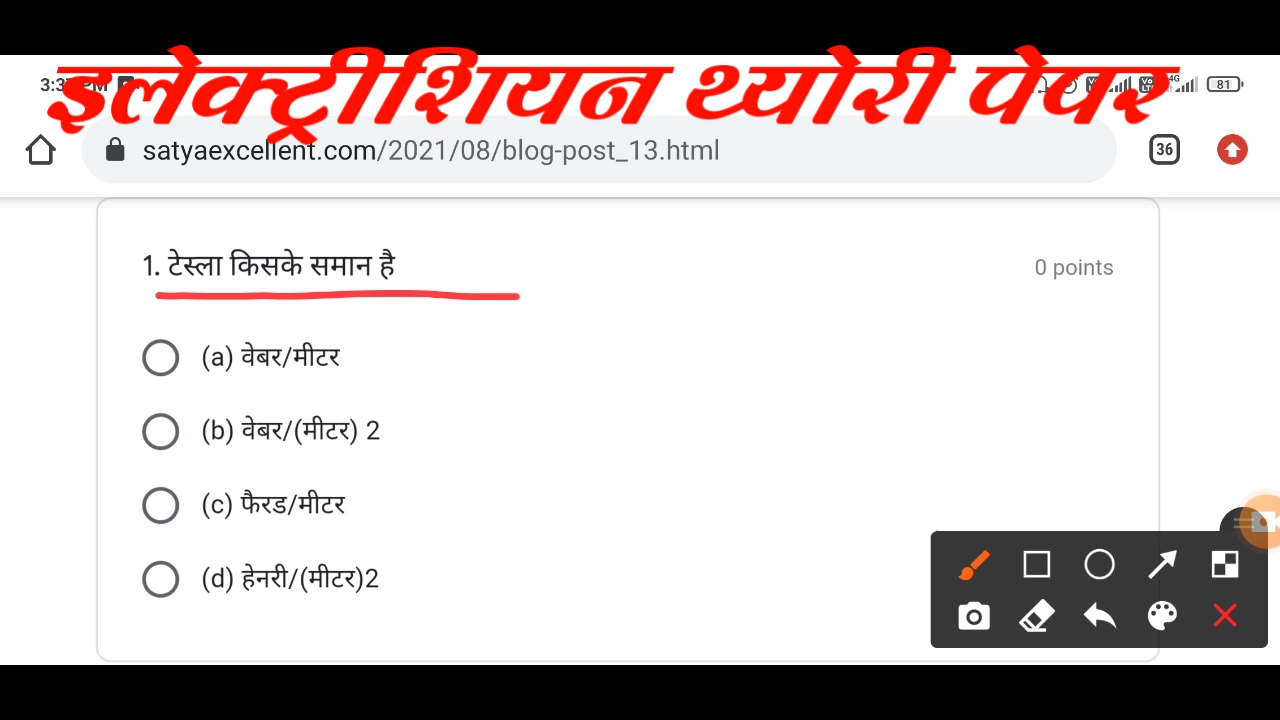 इलेक्ट्रीशियन थ्योरी पेपर
81
satyaexcellent.com/2021/08/blog-post_13.html
36
1. टेस्ला किसके समान है
0 points
(a) वेबर/मीटर
(b) वेबर/(मीटर) 2
(c) फैरड/मीटर
(d) हेनरी/(मीटर)2